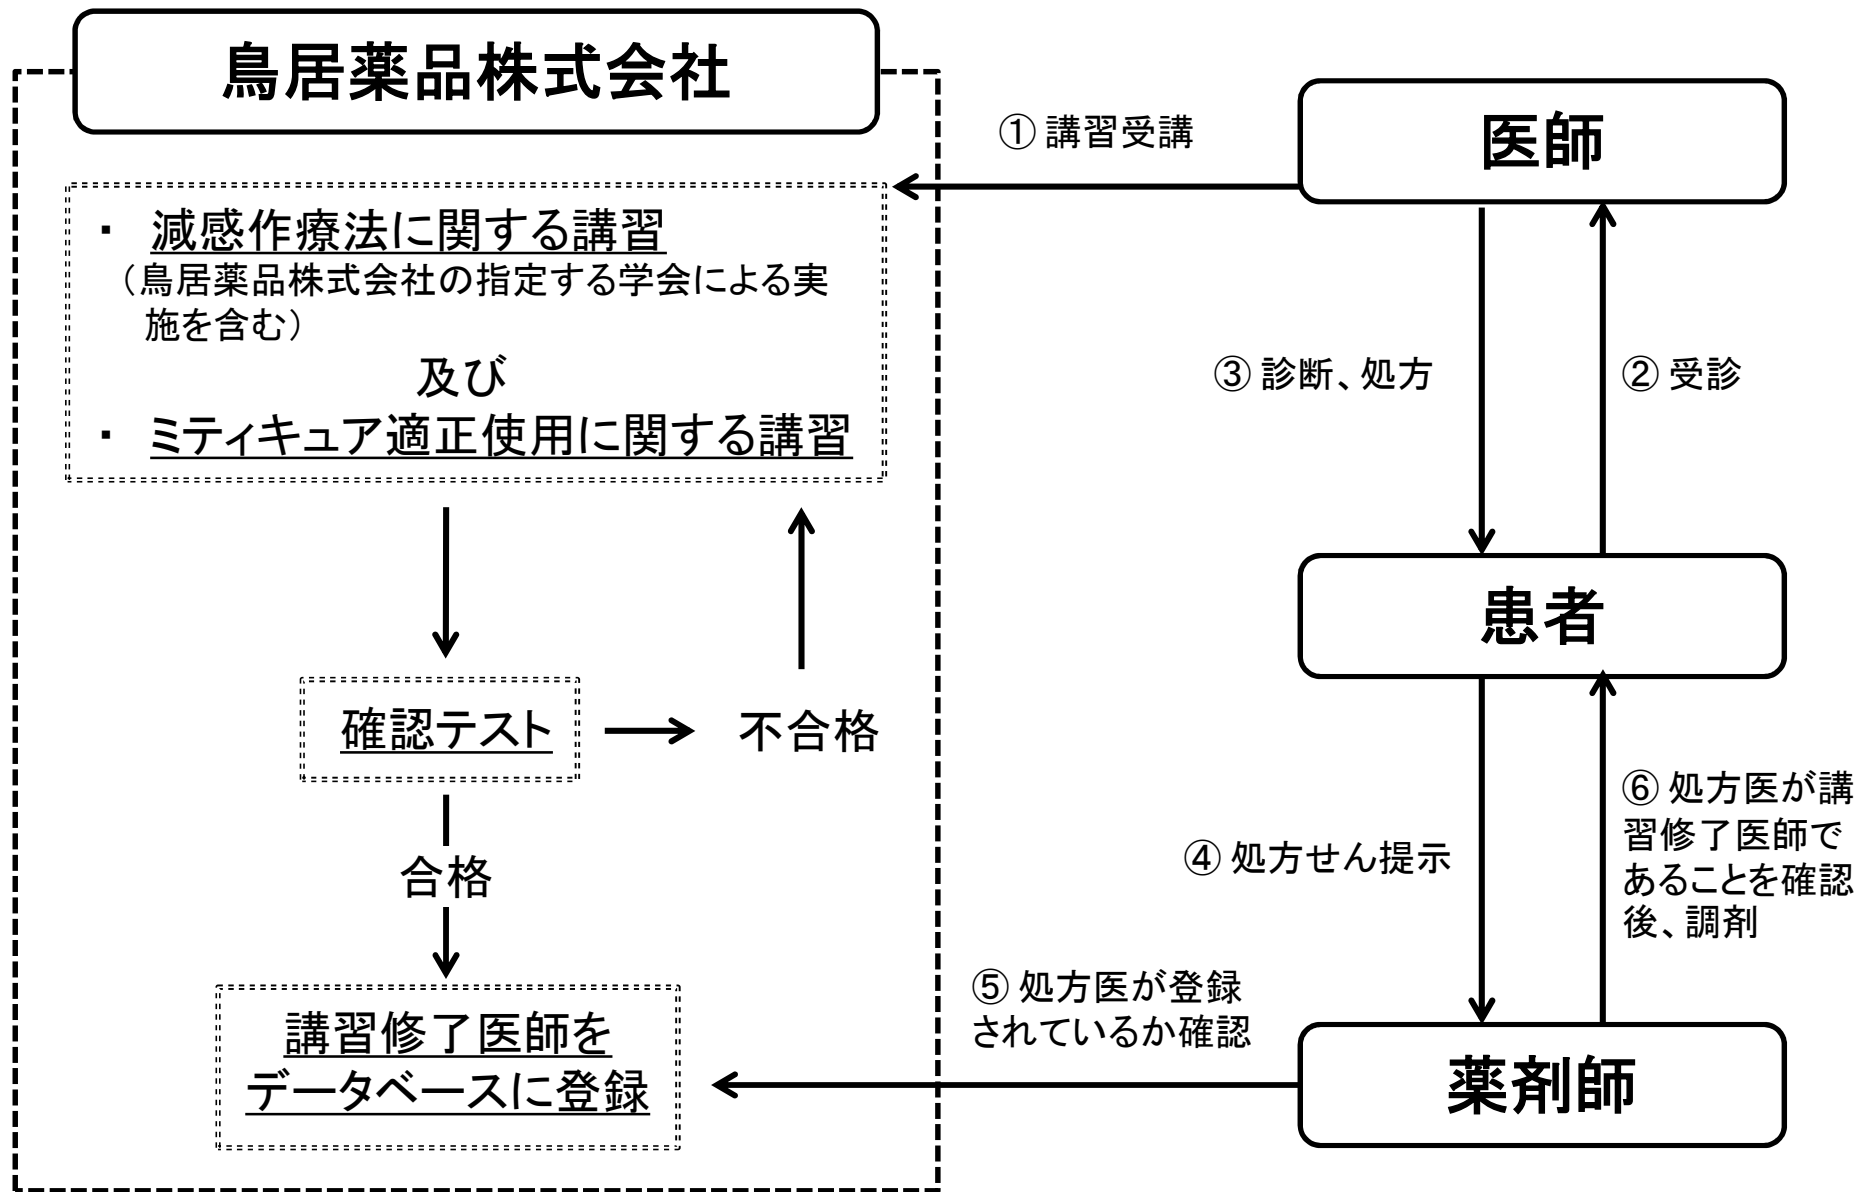 鳥居薬品株式会社
・ 減感作療法に関する講習
（鳥居薬品株式会社の指定する学会による実
施を含む）
及び
・ ミティキュア適正使用に関する講習
確認テスト
不合格
合格
講習修了医師を
データベースに登録
① 講習受講
医師
③ 診断、処方
② 受診
患者
④ 処方せん提示
⑥ 処方医が講
習修了医師で
あることを確認
後、調剤
⑤ 処方医が登録
されているか確認
薬剤師